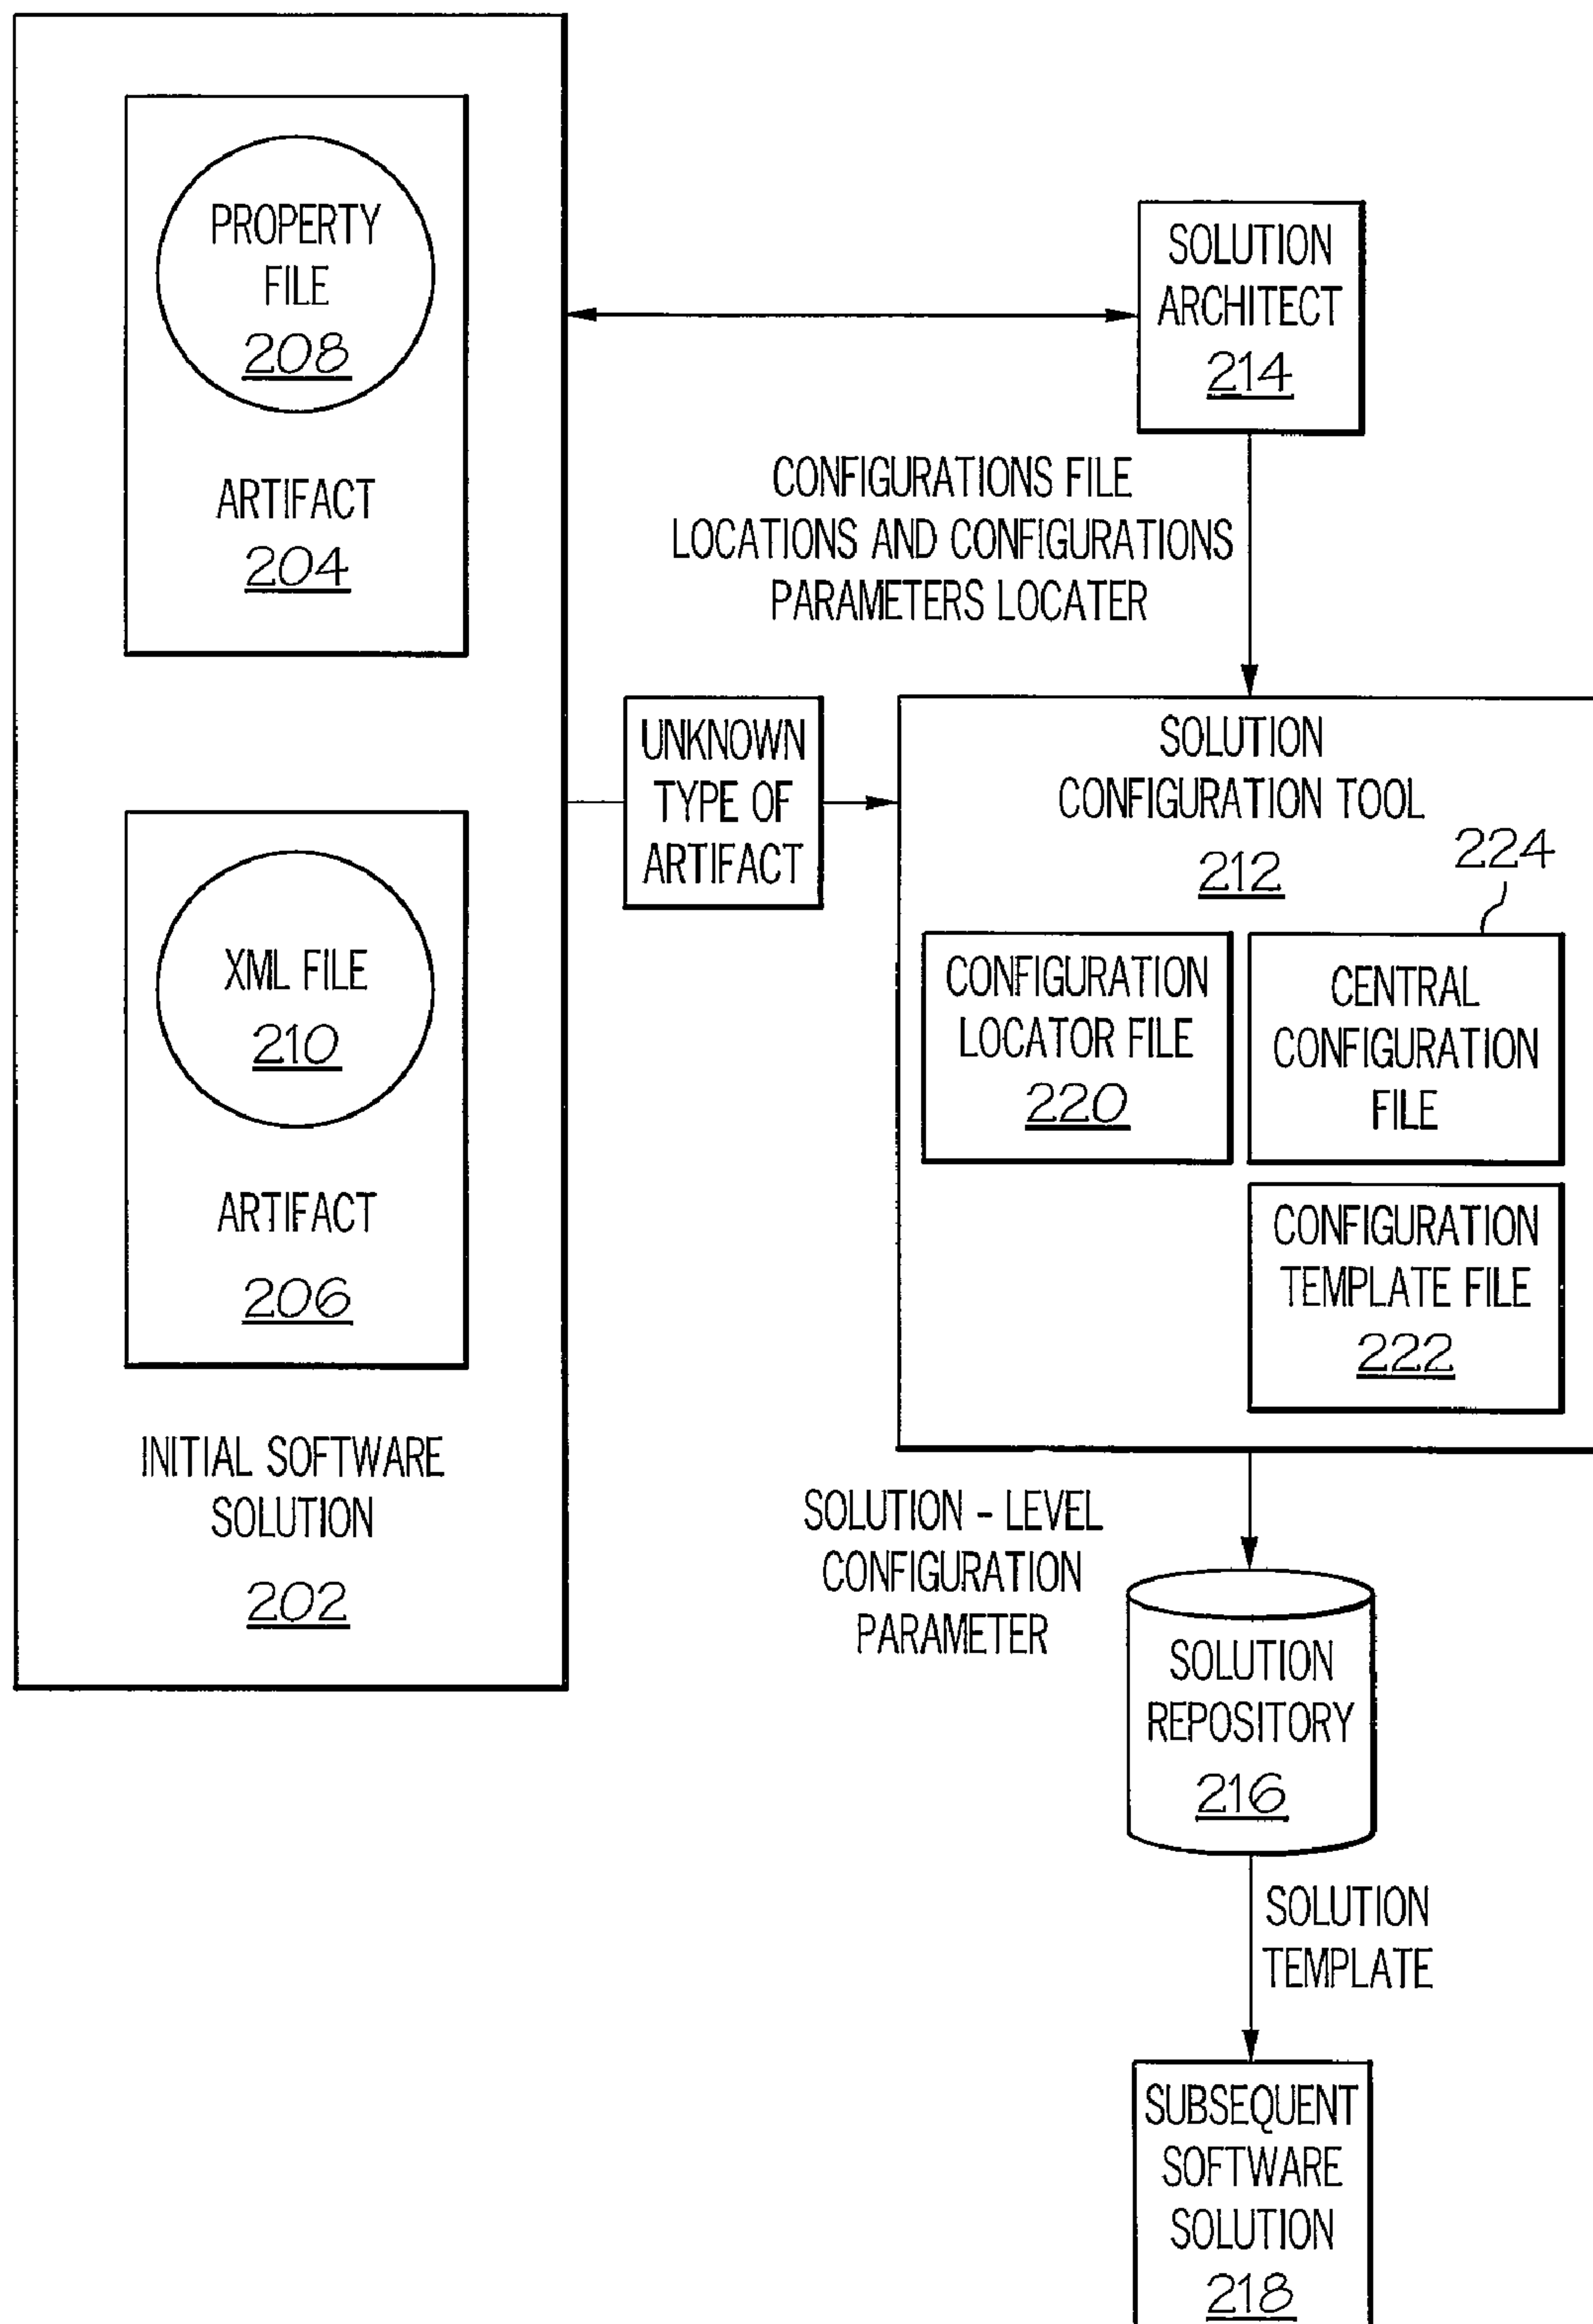 PROPERTY
FILE
208
ARTIFACT
204
XML FILE
210
ARTIFACT
206
INITIAL SOFTWARE
SOLUTION
202
SOLUTION
ARCHITECT
214
CONFIGURATIONS FILE
LOCATIONS AND CONFIGURATIONS
PARAMETERS LOCATER
UNKNOWN
TYPE OF
ARTIFACT
SOLUTION
CONFIGURATION TOOL
212
224
CONFIGURATION
LOCATOR FILE
220
CENTRAL
CONFIGURATION
FILE
CONFIGURATION
TEMPLATE FILE
222
SOLUTION - LEVEL
CONFIGURATION
PARAMETER
SOLUTION
REPOSITORY
216
SOLUTION
TEMPLATE
SUBSEQUENT
SOFTWARE
SOLUTION
218